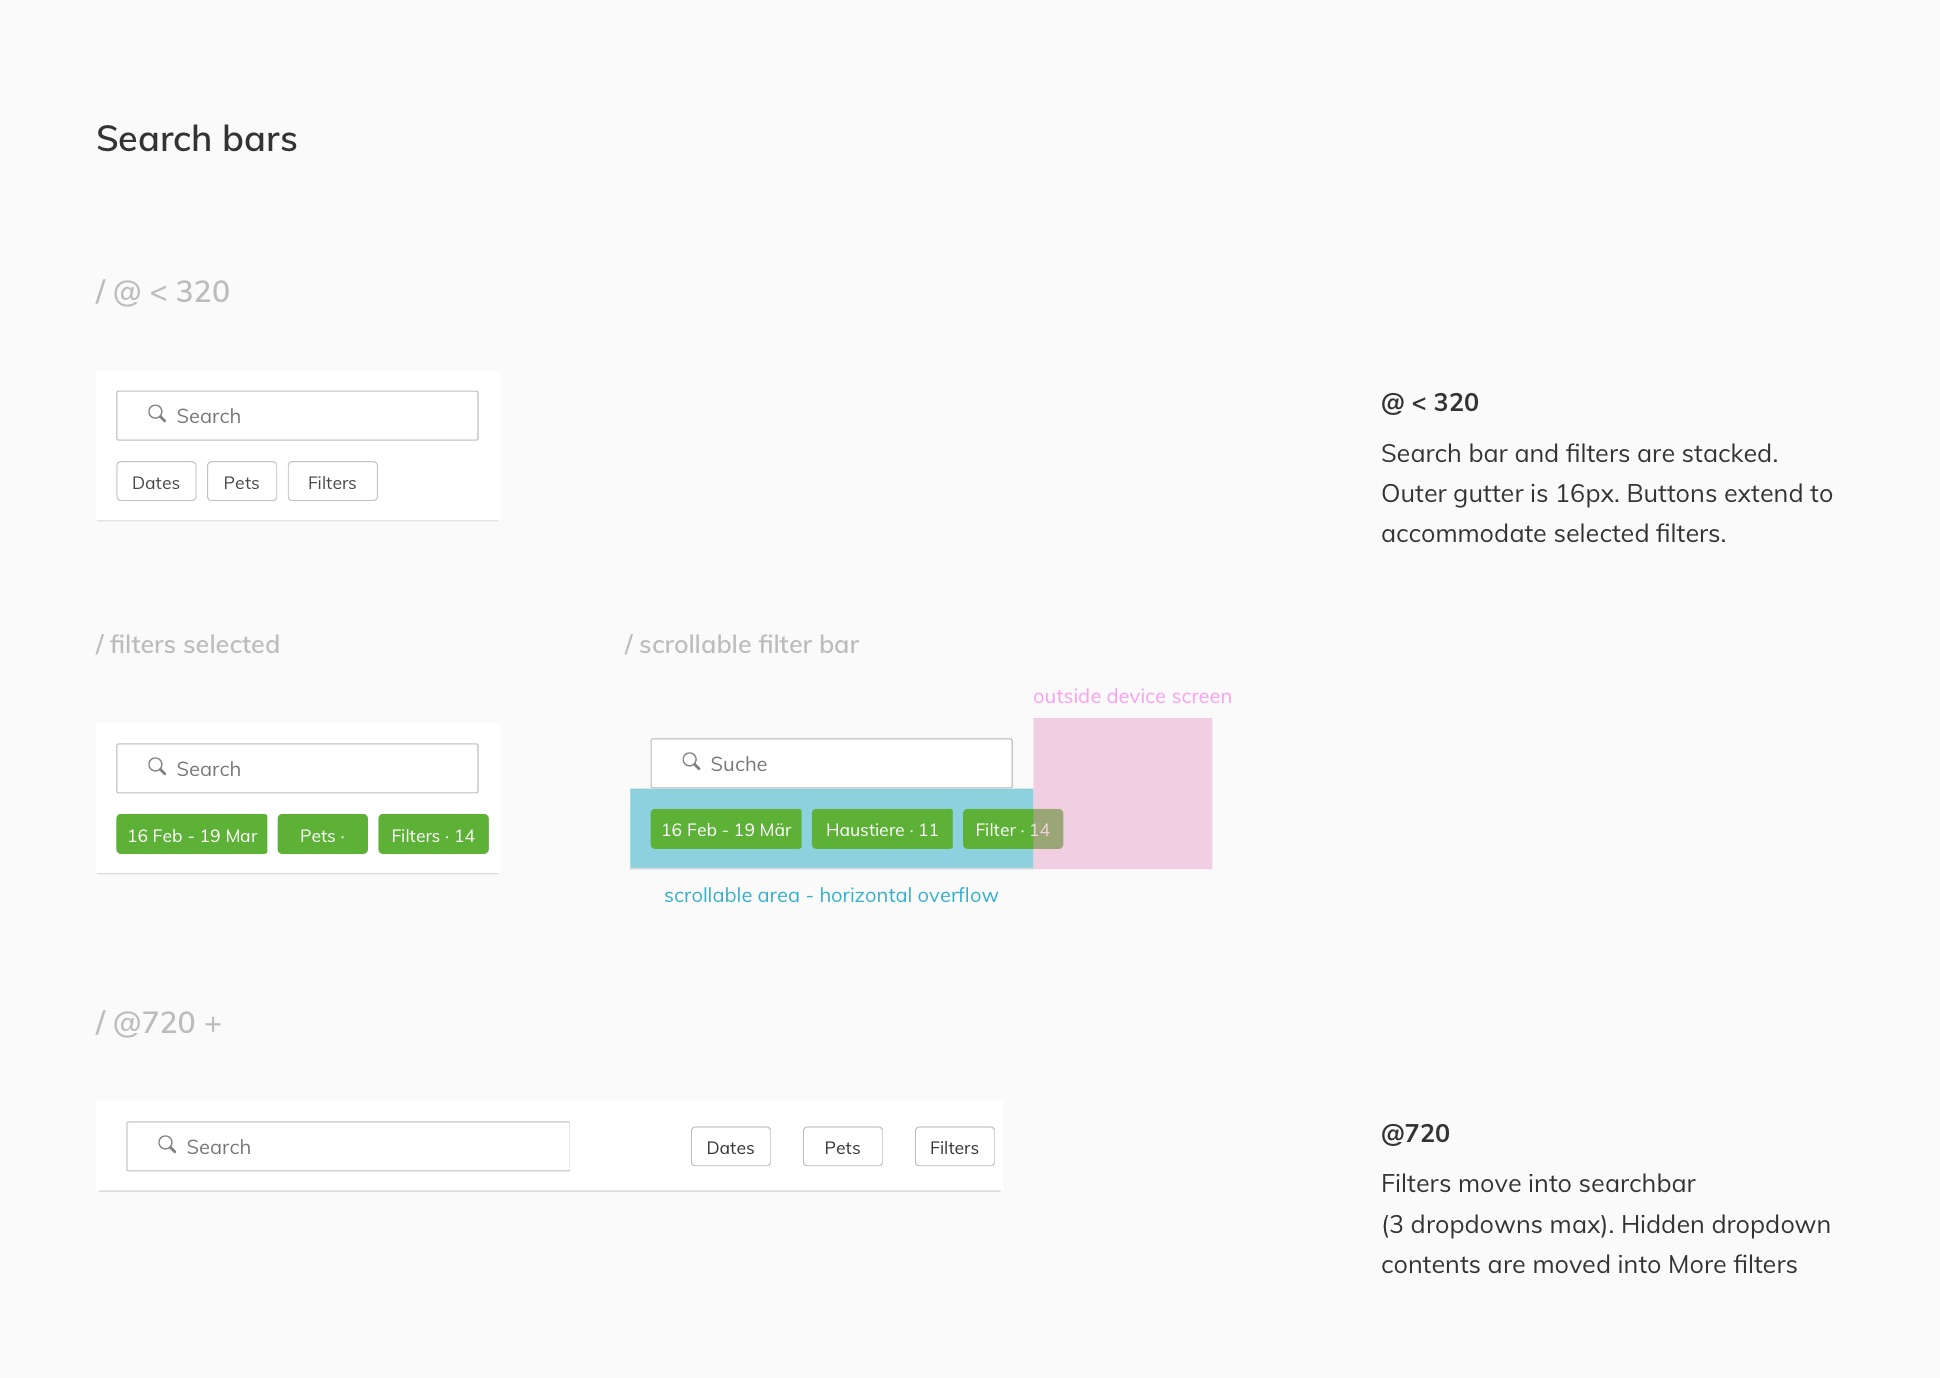 Search bars
/ @ < 320
Search
Dates Pets Filters
@ < 320
Search bar and filters are stacked.
Outer gutter is 16px. Buttons extend to
accommodate selected filters.
/ filters selected
Search
16 Feb - 19 Mar Pets · Filters · 14
/ scrollable filter bar
outside device screen
Suche
16 Feb - 19 Mär Haustiere · 11 Filter · 14
scrollable area - horizontal overflow
/ @720 +
Search Dates Pets Filters
@720
Filters move into searchbar
(3 dropdowns max). Hidden dropdown
contents are moved into More filters